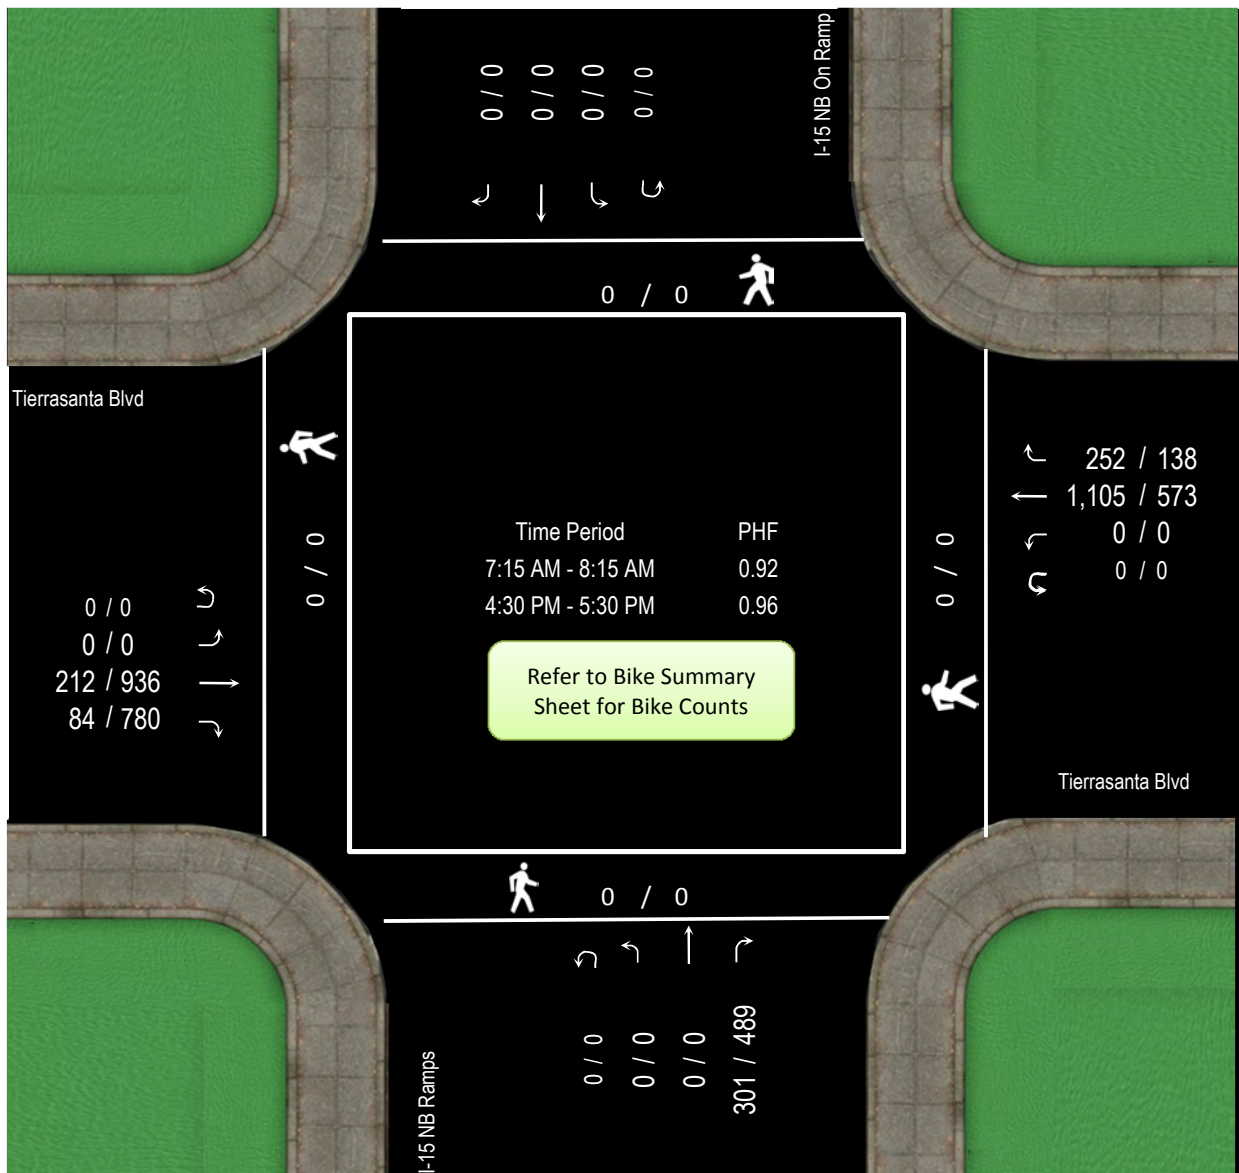 0 / 0
0 / 0
0 / 0
0 / 0
I-15 NB On Ramp
0 / 0
Tierrasanta Blvd
0 / 0
0 / 0
0 / 0
212 / 936
84 / 780
0 / 0
Time Period PHF
7:15 AM - 8:15 AM 0.92
4:30 PM - 5:30 PM 0.96
Refer to Bike Summary
Sheet for Bike Counts
0 / 0
252 / 138
1,105 / 573
0 / 0
0 / 0
Tierrasanta Blvd
0 / 0
I-15 NB Ramps
0 / 0
0 / 0
0 / 0
301 / 489